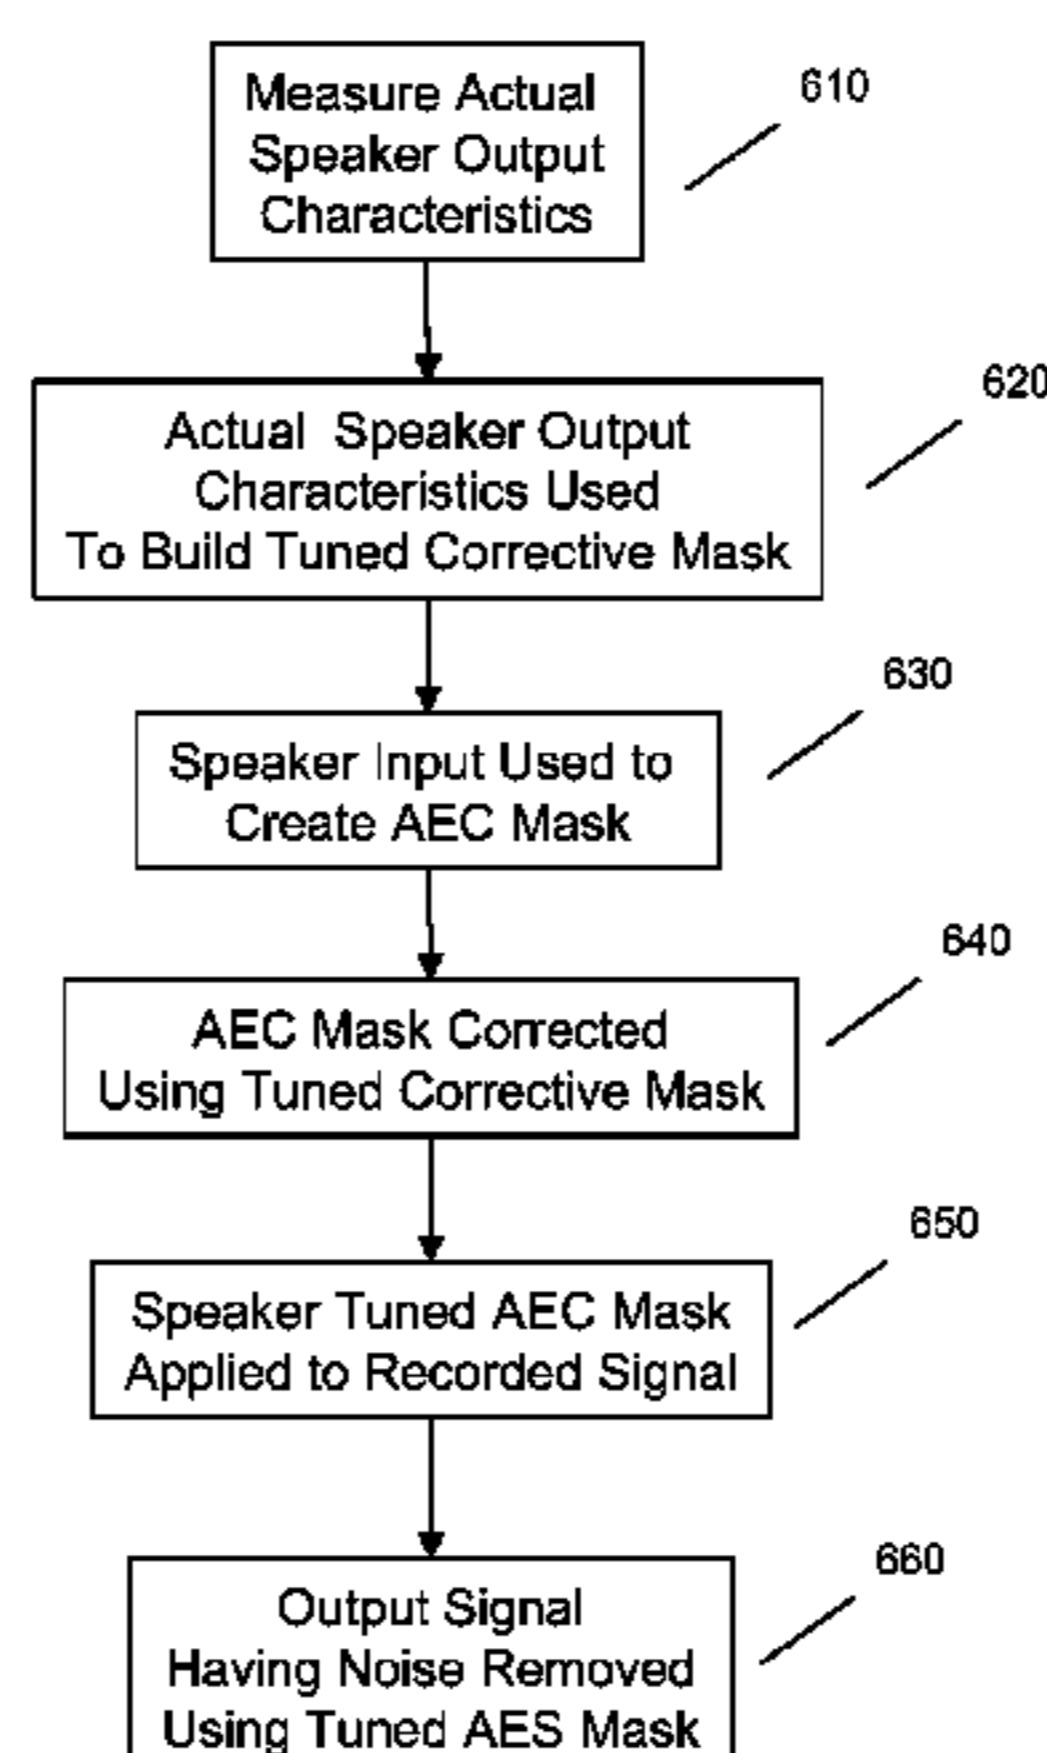 Measure Actual
Speaker Output
Characteristics
610
Actual Speaker Output
Characteristics Used
To Build Tuned Corrective Mask
620
Speaker Input Used to
Create AEC Mask
630
AEC Mask Corrected
Using Tuned Corrective Mask
640
Speaker Tuned AEC Mask
Applied to Recorded Signal
650
Output Signal
Having Noise Removed
Using Tuned AES Mask
660